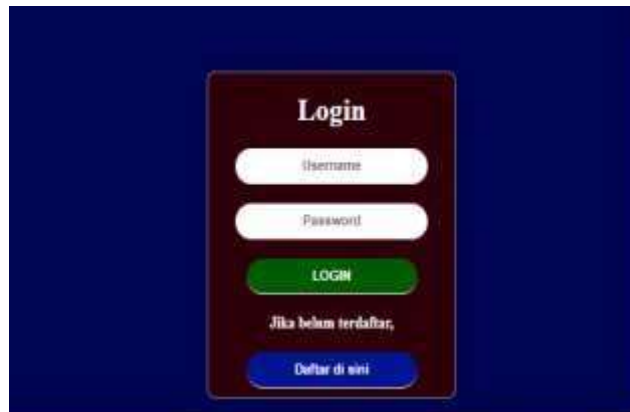 Login
Username
Password
LOGIN
Jika belum terdaftar,
Daftar di sini